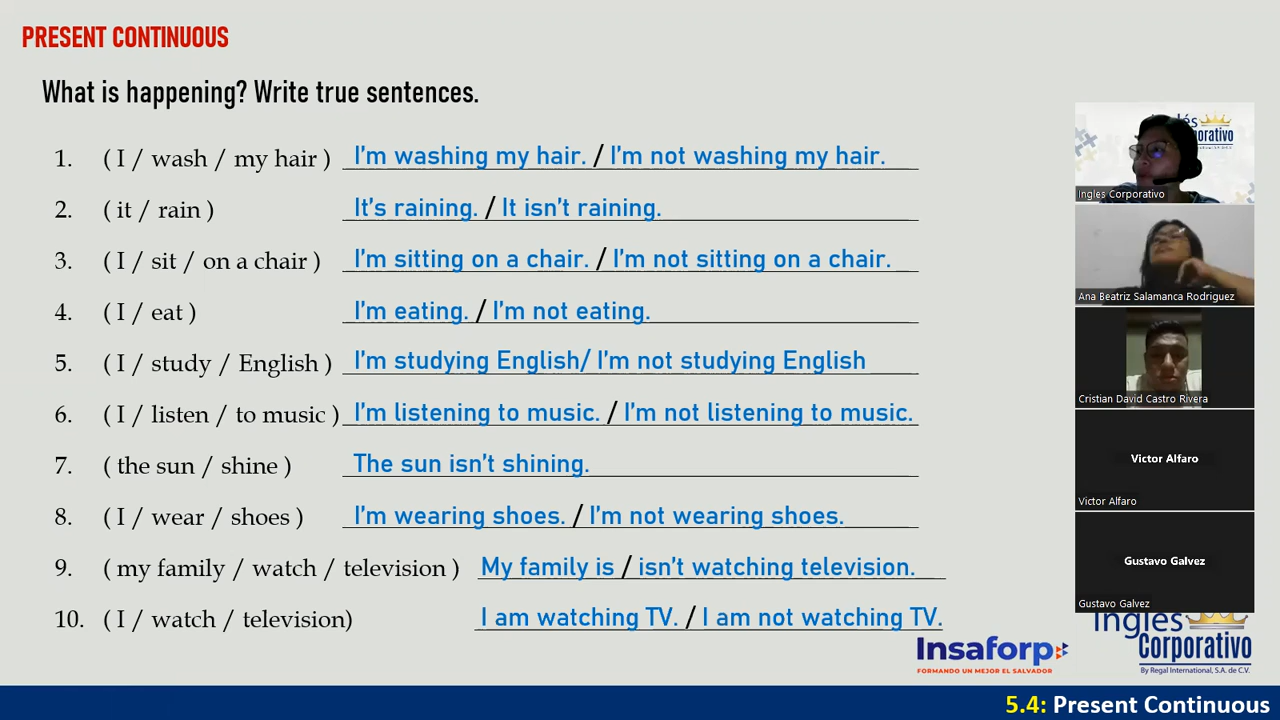 PRESENT CONTINUOUS
What is happening? Write true sentences.
1. ( I / wash / my hair ) I'm washing my hair. / I'm not washing my hair.
2. ( it / rain ) It's raining. / It isn't raining.
3. ( I / sit / on a chair ) I'm sitting on a chair. / I'm not sitting on a chair.
4. ( I / eat ) I'm eating. / I'm not eating.
5. ( I / study / English ) I'm studying English/ I'm not studying English
6. ( I / listen / to music ) I'm listening to music. / I'm not listening to music.
7. ( the sun / shine ) The sun isn't shining.
8. ( I / wear / shoes ) I'm wearing shoes. / I'm not wearing shoes.
9. ( my family / watch / television ) My family is / isn't watching television.
10. ( I / watch / television) I am watching TV. / I am not watching TV.
Ingles Corporativo
Ana Beatriz Salamanca Rodriguez
Cristian David Castro Rivera
Victor Alfaro
Victor Alfaro
Gustavo Galvez
Gustavo Galvez
Insaforp
FORMANDO UN MEJOR EL SALVADOR
Inglés
Corporativo
By Regal International, S.A. de C.V.
5.4: Present Continuous